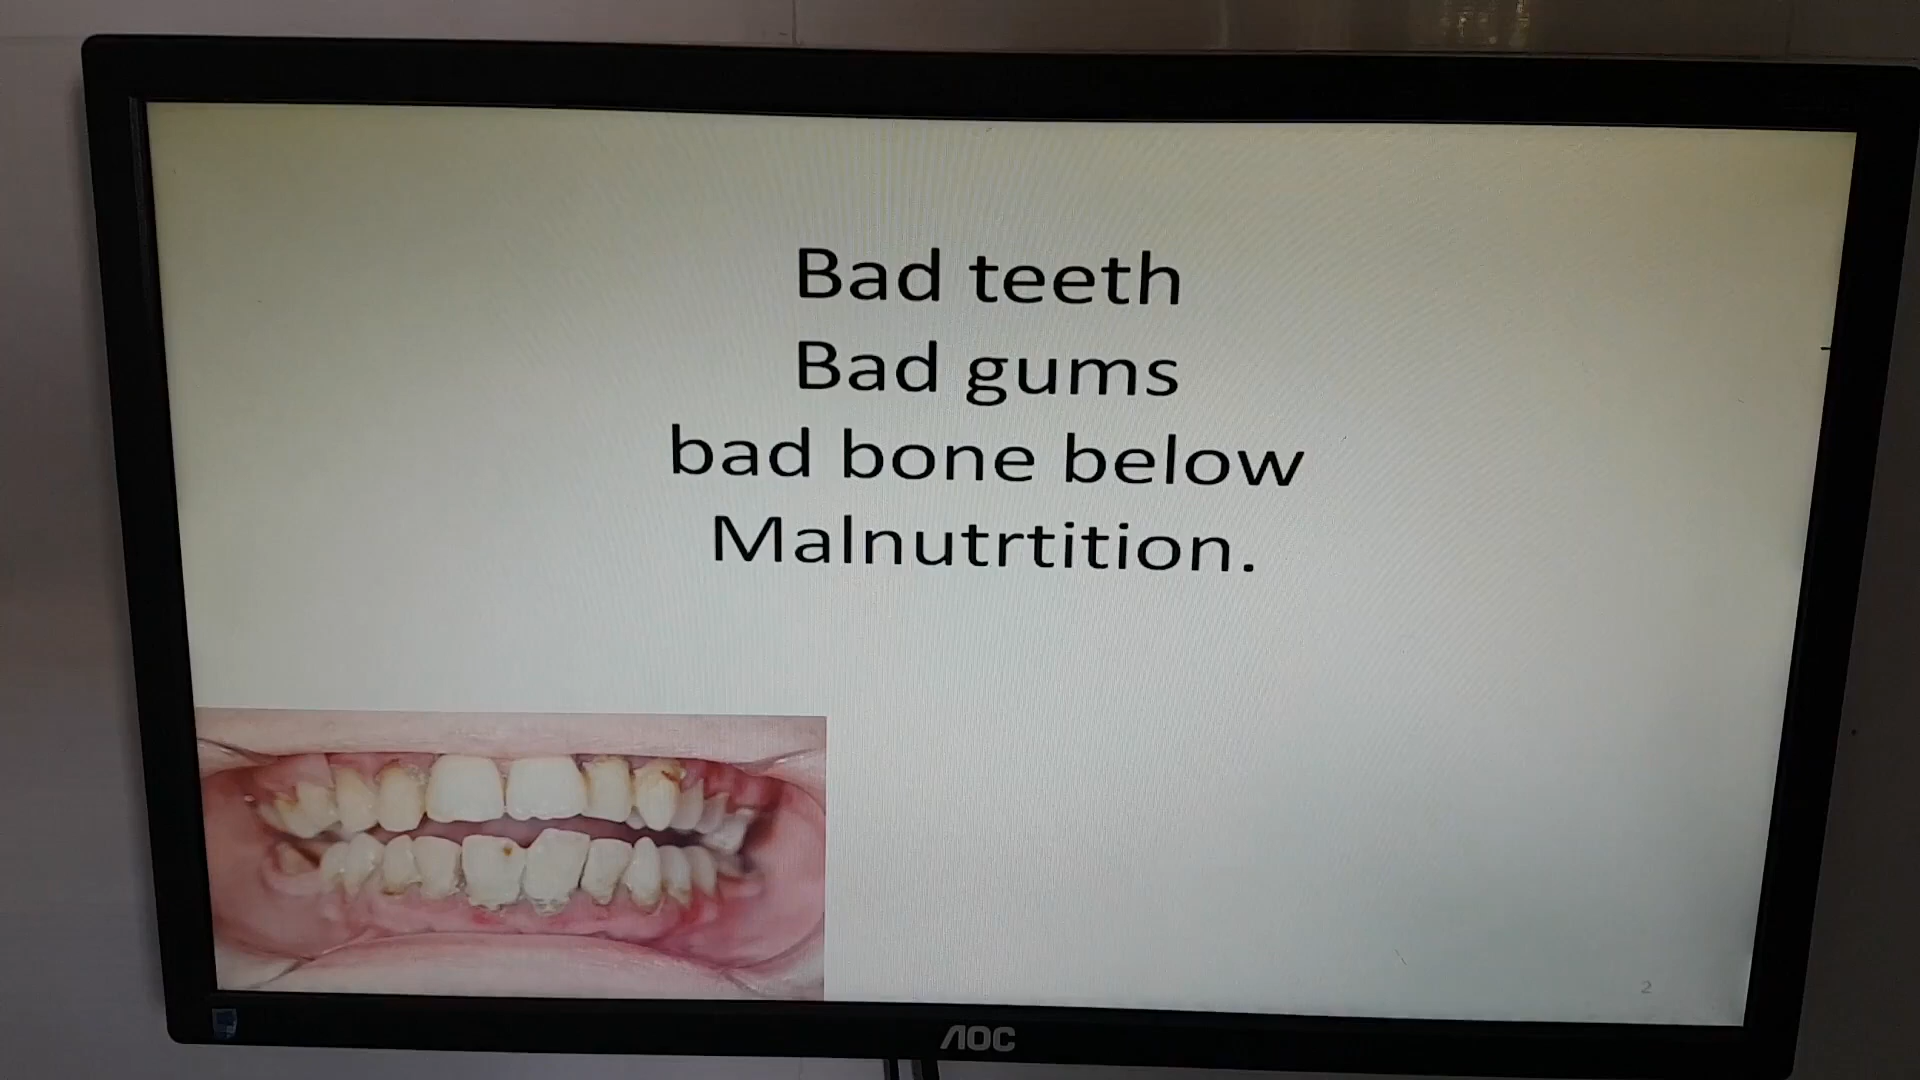 Bad teeth
Bad gums
bad bone below
Malnutrtition.
2
AOC